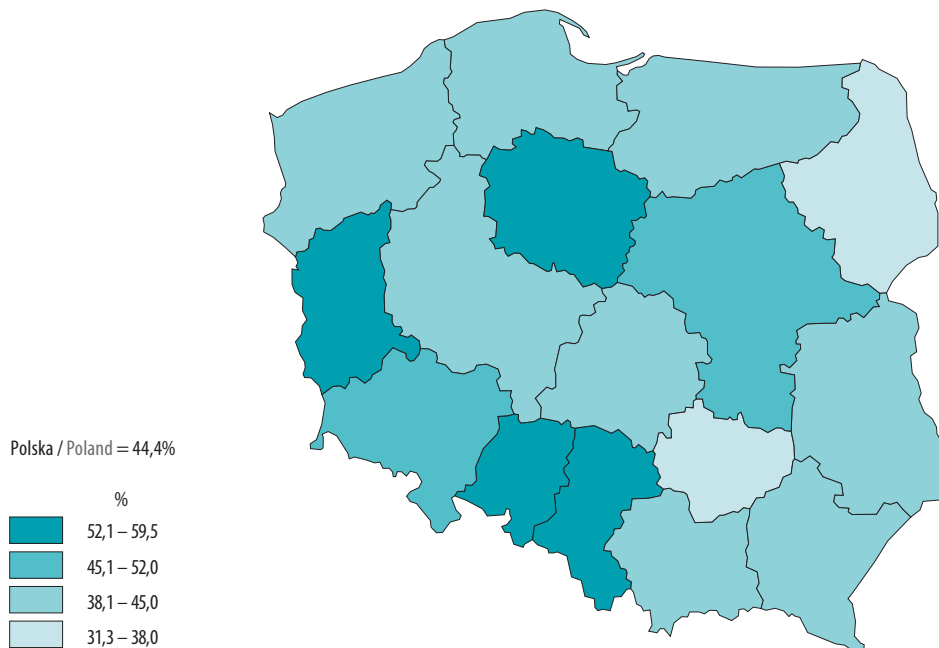 Polska / Poland = 44,4%
%
52,1 – 59,5
45,1 – 52,0
38,1 – 45,0
31,3 – 38,0